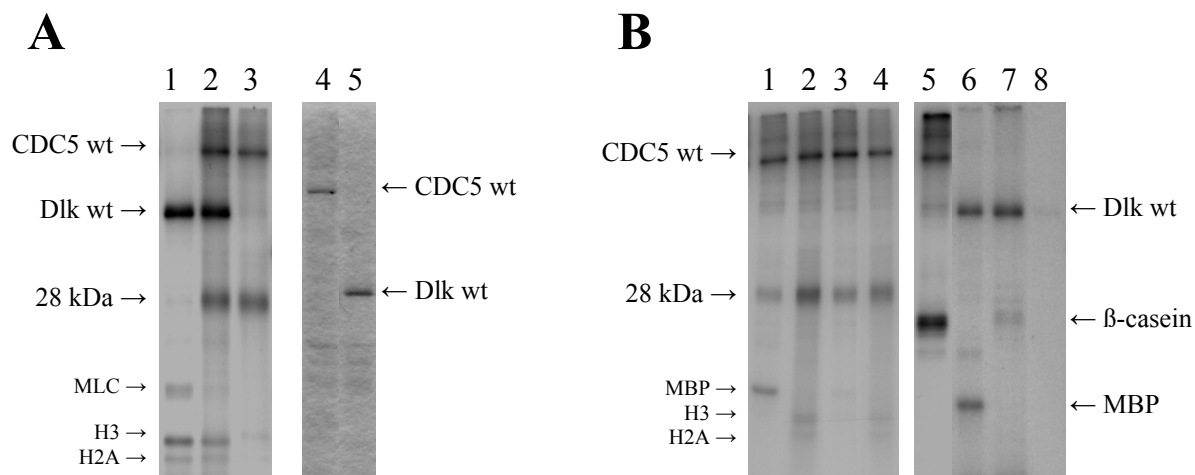 A B
1 2 3 4 5 1 2 3 4 5 6 7 8
CDC5 wt → CDC5 wt →
← CDC5 wt
Dlk wt → ← Dlk wt
28 kDa → ← Dlk wt 28 kDa →
← ß-casein
MLC → MBP →
← MBP
H3 → H3 →
H2A → H2A →